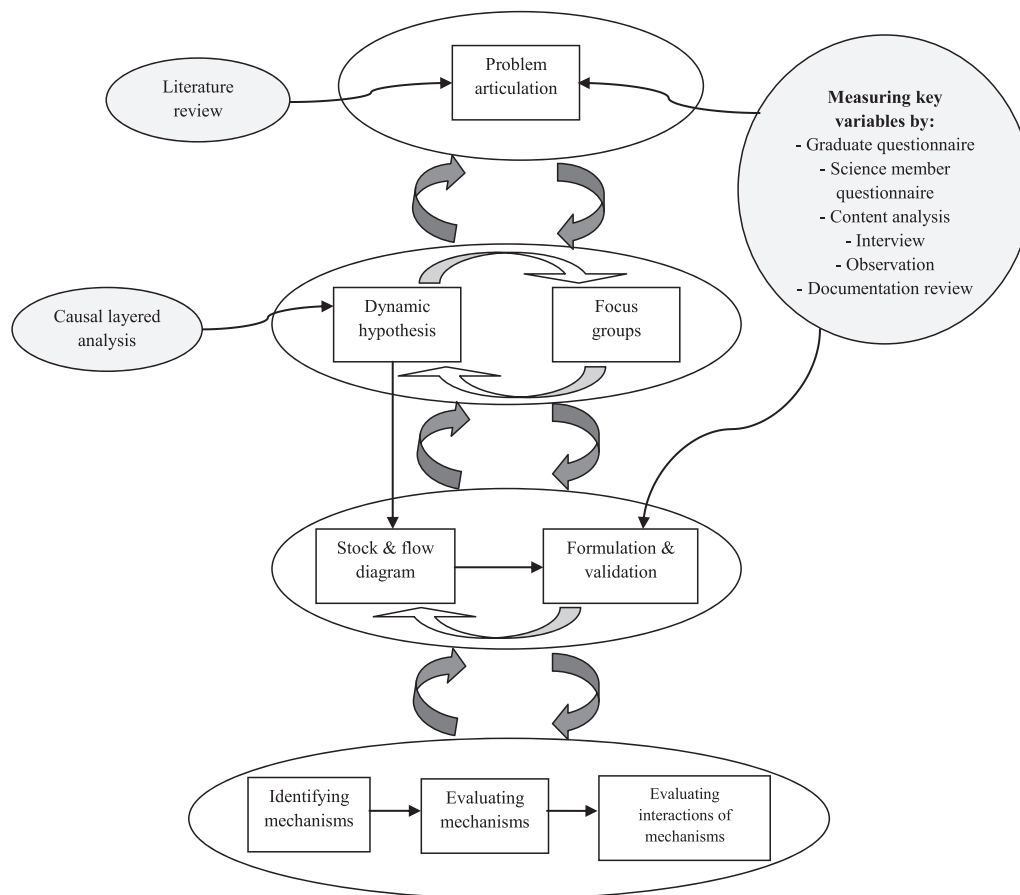 Problem
articulation
Literature
review
Measuring key
variables by:
- Graduate questionnaire
- Science member
questionnaire
- Content analysis
- Interview
- Observation
- Documentation review
Dynamic
hypothesis
Focus
groups
Causal layered
analysis
Stock & flow
diagram
Formulation &
validation
Identifying
mechanisms
Evaluating
mechanisms
Evaluating
interactions of
mechanisms